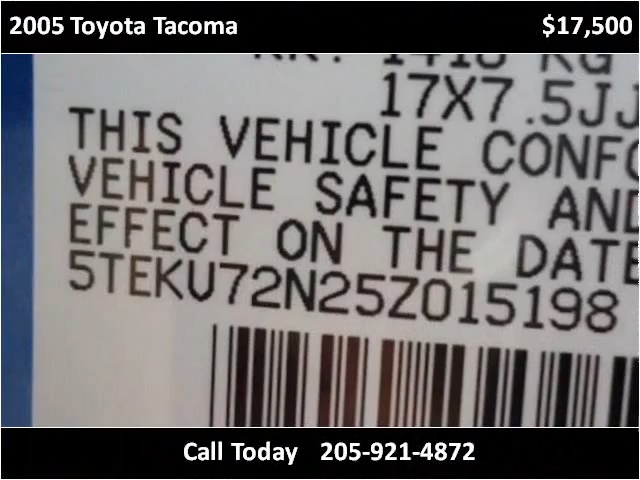 2005 Toyota Tacoma $17,500
17X7.5JJ
THIS VEHICLE CONFO
VEHICLE SAFETY AND
EFFECT ON THE DATE
5TEKU72N25Z015198
Call Today 205-921-4872